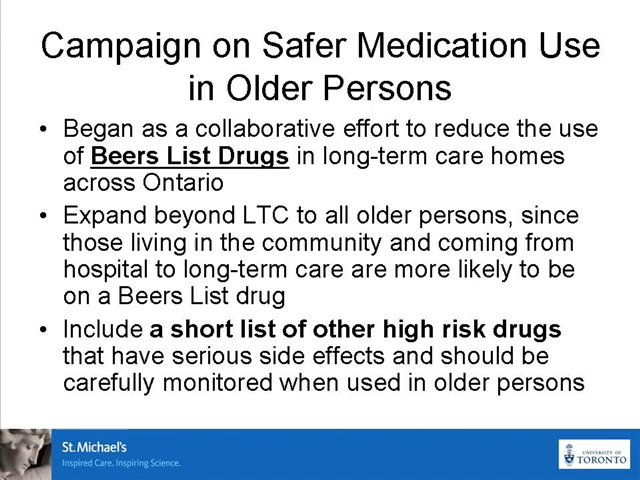 Campaign on Safer Medication Use
in Older Persons
• Began as a collaborative effort to reduce the use
of Beers List Drugs in long-term care homes
across Ontario
• Expand beyond LTC to all older persons, since
those living in the community and coming from
hospital to long-term care are more likely to be
on a Beers List drug
• Include a short list of other high risk drugs
that have serious side effects and should be
carefully monitored when used in older persons
St. Michael's
Inspired Care. Inspiring Science.
UNIVERSITY OF
TORONTO